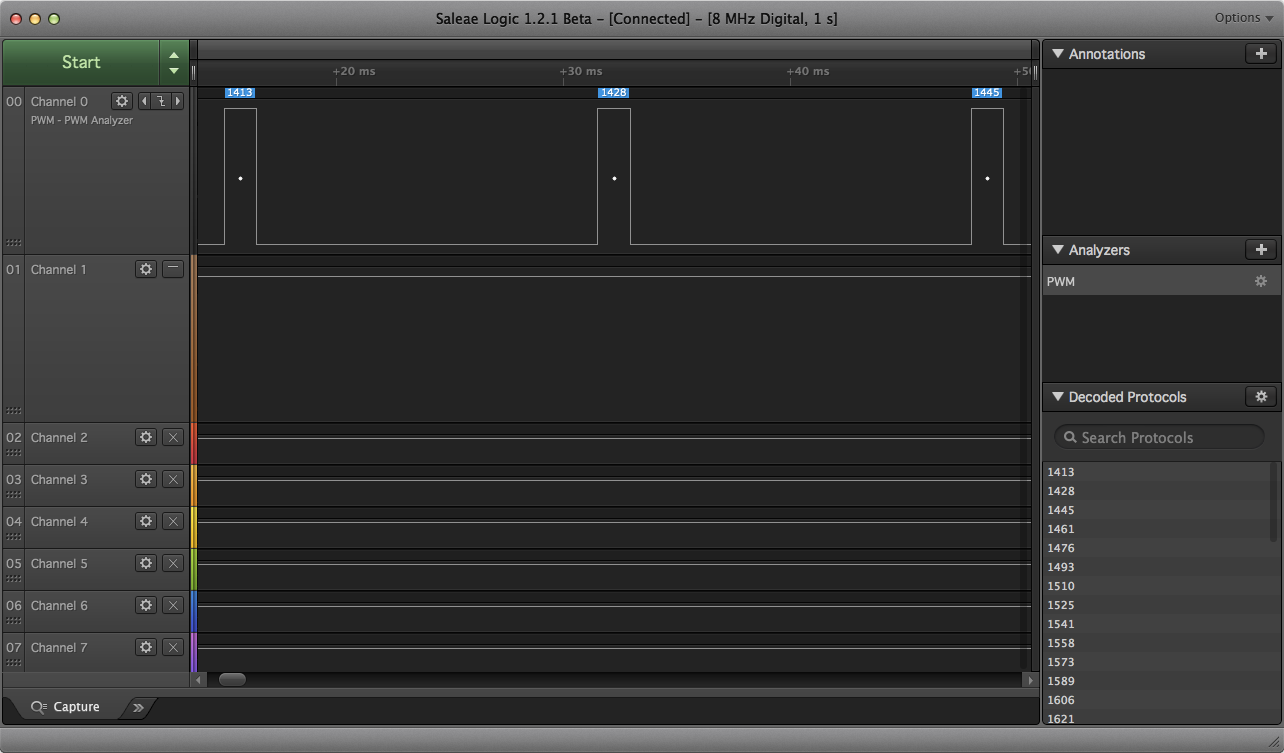 Saleae Logic 1.2.1 Beta – [Connected] – [8 MHz Digital, 1 s]
Options
Start
+20 ms
+30 ms
+40 ms
00
Channel 0
PWM - PWM Analyzer
1413
1428
1445
01
Channel 1
02
Channel 2
03
Channel 3
04
Channel 4
05
Channel 5
06
Channel 6
07
Channel 7
Capture
Annotations
Analyzers
PWM
Decoded Protocols
Search Protocols
1413
1428
1445
1461
1476
1493
1510
1525
1541
1558
1573
1589
1606
1621